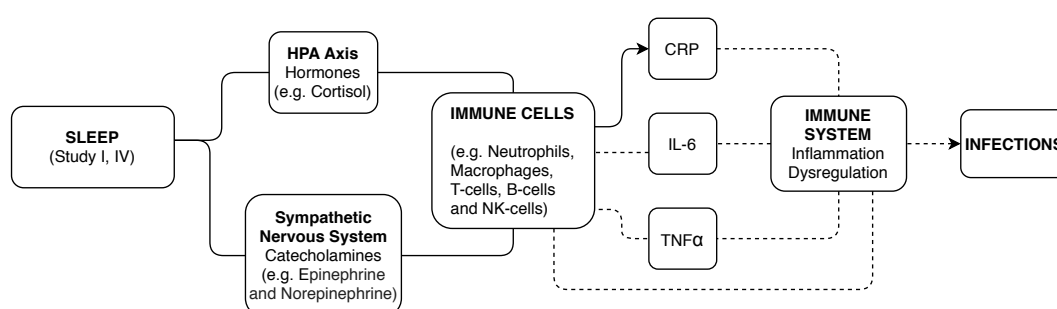 SLEEP
(Study I, IV)
HPA Axis
Hormones
(e.g. Cortisol)
Sympathetic
Nervous System
Catecholamines
(e.g. Epinephrine
and Norepinephrine)
IMMUNE CELLS
(e.g. Neutrophils,
Macrophages,
T-cells, B-cells
and NK-cells)
CRP
IL-6
TNFα
IMMUNE
SYSTEM
Inflammation
Dysregulation
INFECTIONS